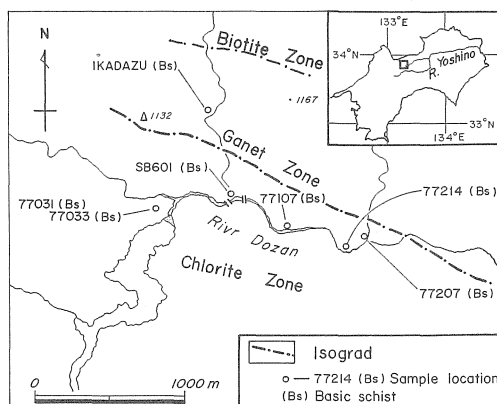 N
133°E
34°N
Yoshino
R.
33°N
134°E
Biotite Zone
IKADAZU (Bs)
1167
△ 1132
Ganet Zone
SB601 (Bs)
77107 (Bs)
77214 (Bs)
77031 (Bs)
77033 (Bs)
Rivr Dozan
77207 (Bs)
Chlorite Zone
Isograd
77214 (Bs) Sample location
(Bs) Basic schist
0 1000 m